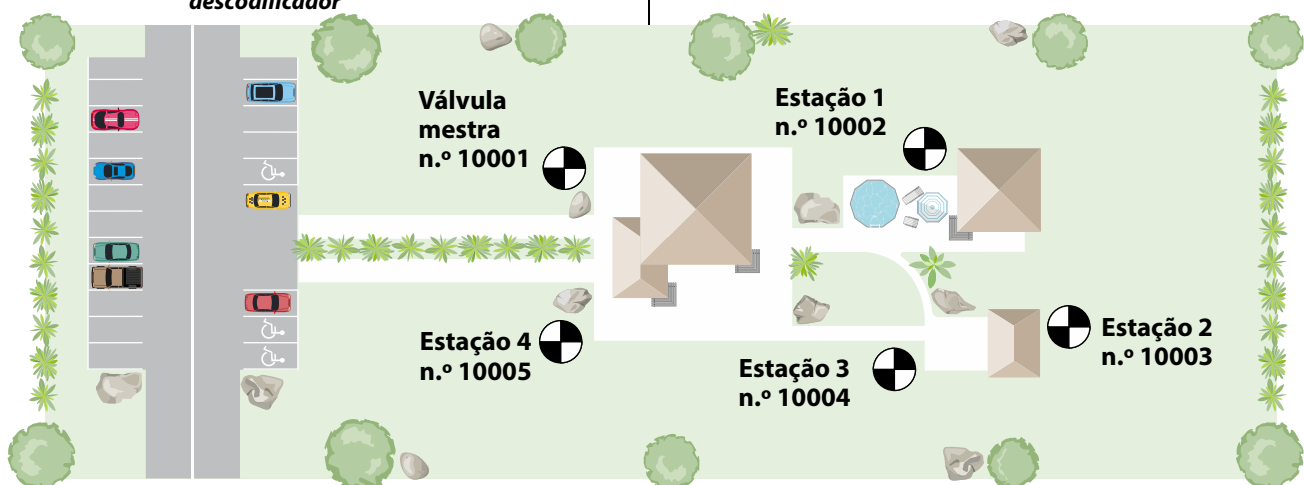 descodificador
Válvula
mestra
n.º 10001
Estação 1
n.º 10002
Estação 4
n.º 10005
Estação 3
n.º 10004
Estação 2
n.º 10003